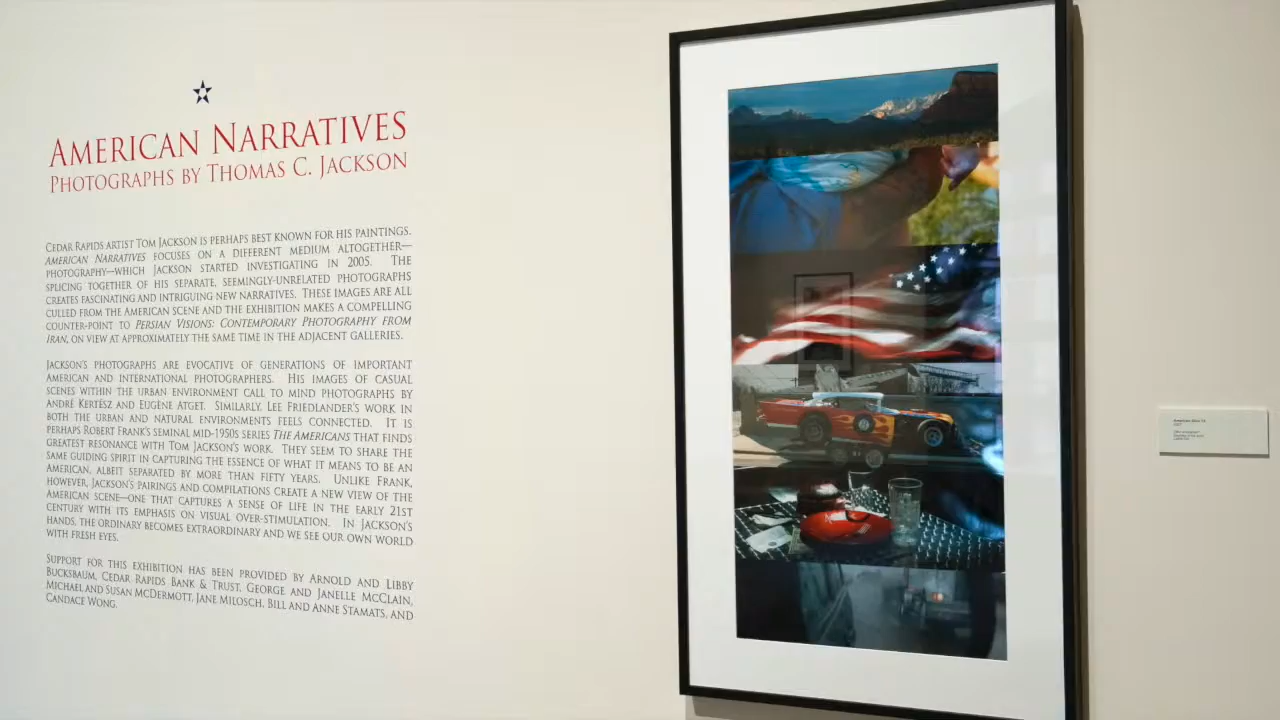 AMERICAN NARRATIVES
PHOTOGRAPHS BY THOMAS C. JACKSON
CEDAR RAPIDS ARTIST TOM JACKSON IS PERHAPS BEST KNOWN FOR HIS PAINTINGS.
AMERICAN NARRATIVES FOCUSES ON A DIFFERENT MEDIUM ALTOGETHER—
PHOTOGRAPHY—WHICH JACKSON STARTED INVESTIGATING IN 2005. THE
SPLICING TOGETHER OF HIS SEPARATE, SEEMINGLY-UNRELATED PHOTOGRAPHS
CREATES FASCINATING AND INTRIGUING NEW NARRATIVES. THESE IMAGES ARE ALL
CULLED FROM THE AMERICAN SCENE AND THE EXHIBITION MAKES A COMPELLING
COUNTER-POINT TO PERSIAN VISIONS: CONTEMPORARY PHOTOGRAPHY FROM
IRAN, ON VIEW AT APPROXIMATELY THE SAME TIME IN THE ADJACENT GALLERIES.
JACKSON'S PHOTOGRAPHS ARE EVOCATIVE OF GENERATIONS OF IMPORTANT
AMERICAN AND INTERNATIONAL PHOTOGRAPHERS. HIS IMAGES OF CASUAL
SCENES WITHIN THE URBAN ENVIRONMENT CALL TO MIND PHOTOGRAPHS BY
ANDRÉ KERTÉSZ AND EUGÈNE ATGET. SIMILARLY, LEE FRIEDLANDER'S WORK IN
BOTH THE URBAN AND NATURAL ENVIRONMENTS FEELS CONNECTED. IT IS
PERHAPS ROBERT FRANK'S SEMINAL MID-1950S SERIES THE AMERICANS THAT FINDS
GREATEST RESONANCE WITH TOM JACKSON'S WORK. THEY SEEM TO SHARE THE
SAME GUIDING SPIRIT IN CAPTURING THE ESSENCE OF WHAT IT MEANS TO BE AN
AMERICAN, ALBEIT SEPARATED BY MORE THAN FIFTY YEARS. UNLIKE FRANK,
HOWEVER, JACKSON'S PAIRINGS AND COMPILATIONS CREATE A NEW VIEW OF THE
AMERICAN SCENE—ONE THAT CAPTURES A SENSE OF LIFE IN THE EARLY 21ST
CENTURY WITH ITS EMPHASIS ON VISUAL OVER-STIMULATION. IN JACKSON'S
HANDS, THE ORDINARY BECOMES EXTRAORDINARY AND WE SEE OUR OWN WORLD
WITH FRESH EYES.
SUPPORT FOR THIS EXHIBITION HAS BEEN PROVIDED BY ARNOLD AND LIBBY
BUCKSBAUM, CEDAR RAPIDS BANK & TRUST, GEORGE AND JANELLE MCCLAIN,
MICHAEL AND SUSAN MCDERMOTT, JANE MILOSCH, BILL AND ANNE STAMATS, AND
CANDACE WONG.